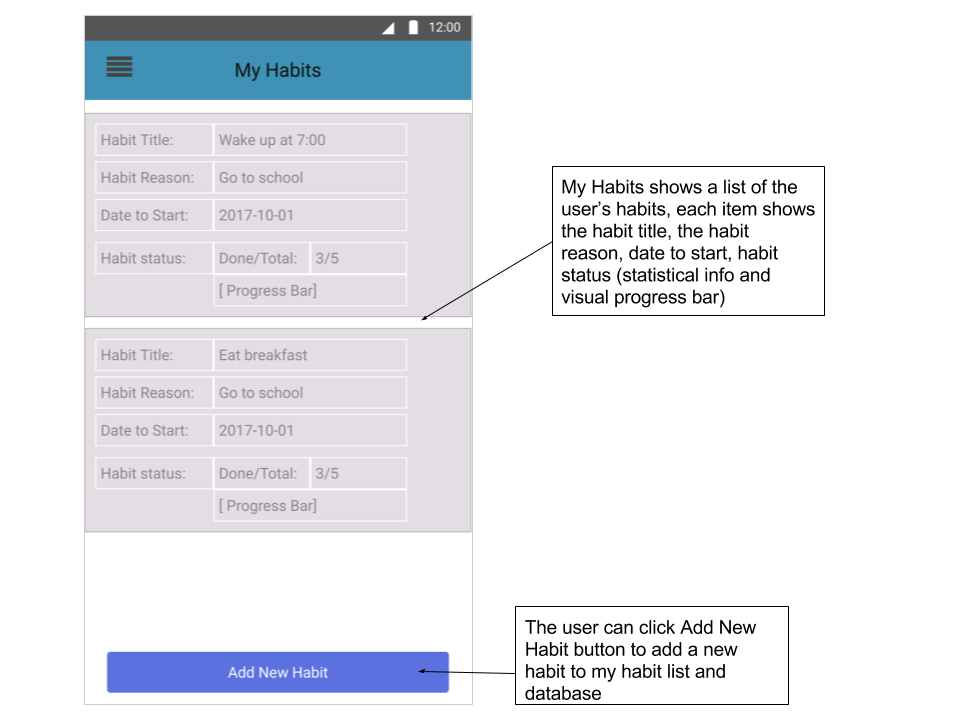 12:00
My Habits
Habit Title: Wake up at 7:00
Habit Reason: Go to school
Date to Start: 2017-10-01
Habit status: Done/Total: 3/5
[ Progress Bar]
My Habits shows a list of the
user’s habits, each item shows
the habit title, the habit
reason, date to start, habit
status (statistical info and
visual progress bar)
Habit Title: Eat breakfast
Habit Reason: Go to school
Date to Start: 2017-10-01
Habit status: Done/Total: 3/5
[ Progress Bar]
Add New Habit
The user can click Add New
Habit button to add a new
habit to my habit list and
database